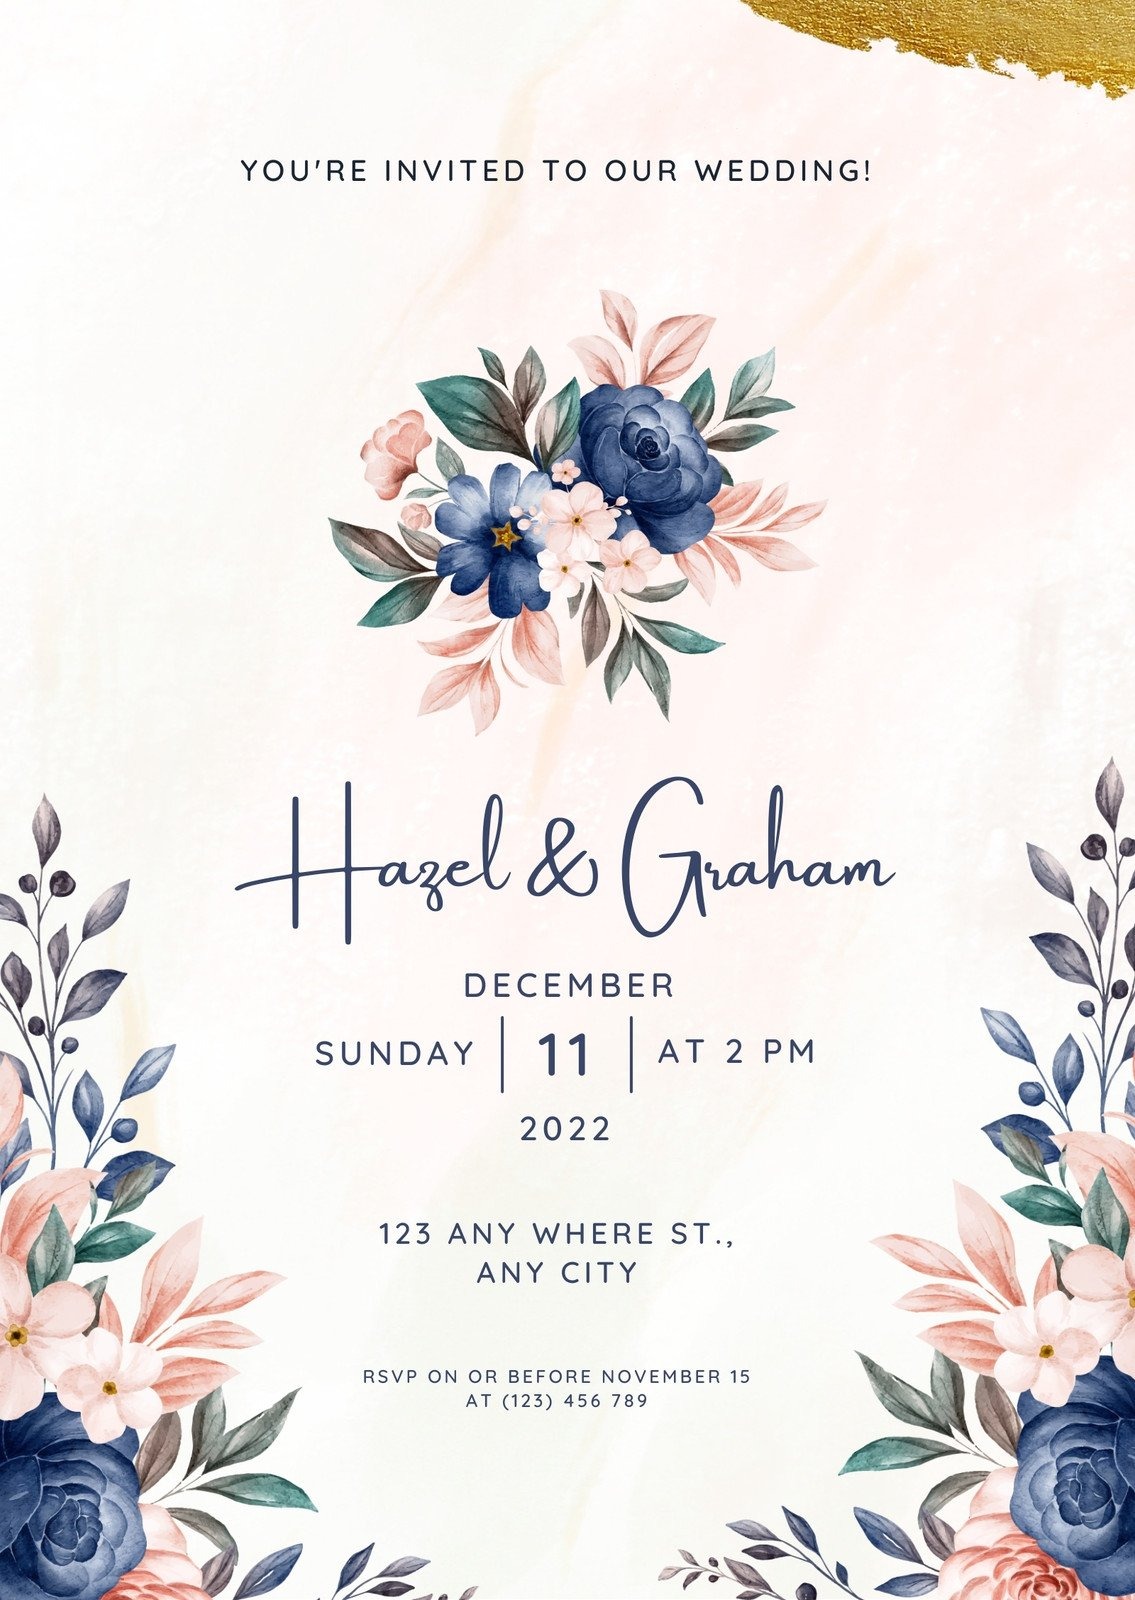 YOU'RE INVITED TO OUR WEDDING!
Hazel & Graham
DECEMBER
SUNDAY 11 AT 2 PM
2022
123 ANY WHERE ST.,
ANY CITY
RSVP ON OR BEFORE NOVEMBER 15
AT (123) 456 789